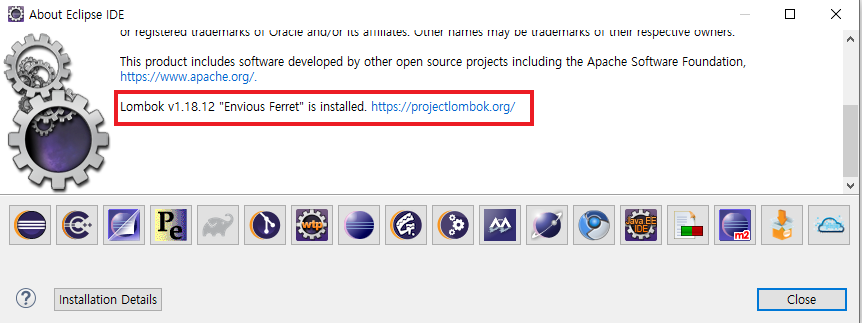 About Eclipse IDE
or registered trademarks of Oracle and/or its affiliates. Other names may be trademarks of their respective owners.
This product includes software developed by other open source projects including the Apache Software Foundation,
https://www.apache.org/.
Lombok v1.18.12 "Envious Ferret" is installed. https://projectlombok.org/
Pe
wtp
Java EE
IDE
m2
?
Installation Details
Close